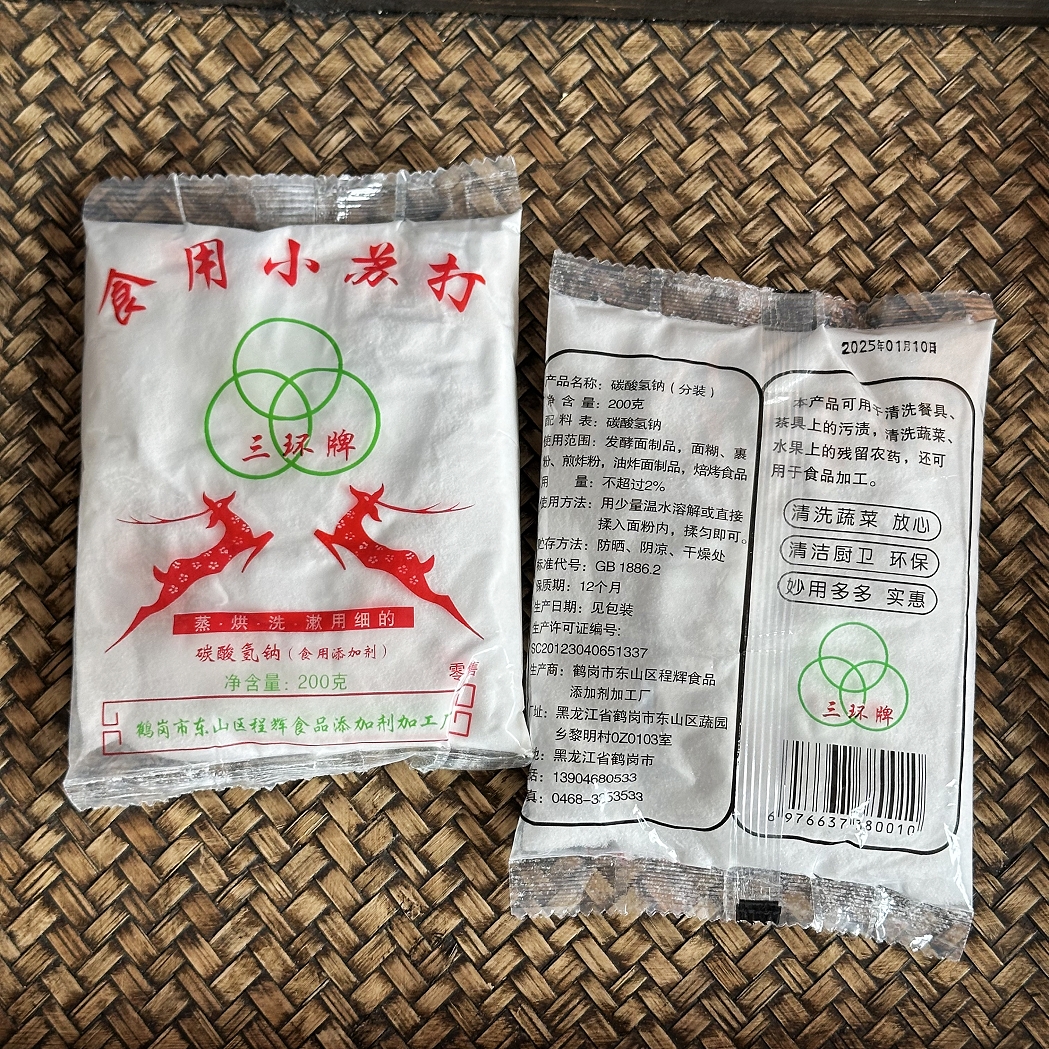 食用小苏打
三环牌
蒸·烘·洗·漱用细的
碳酸氢钠（食用添加剂）
零售
净含量：200克
鹤岗市东山区程辉食品添加剂加工厂
2025年01月10日
产品名称：碳酸氢钠（分装）
净 含 量：200克
配 料 表：碳酸氢钠
使用范围：发酵面制品，面糊、裹
粉、煎炸粉，油炸面制品，焙烤食品
用 量：不超过2%
使用方法：用少量温水溶解或直接
揉入面粉内，揉匀即可。
贮存方法：防晒、阴凉、干燥处
标准代号：GB 1886.2
保质期：12个月
生产日期：见包装
生产许可证编号：
SC20123040651337
生产商：鹤岗市东山区程辉食品
添加剂加工厂
厂址：黑龙江省鹤岗市东山区蔬园
乡黎明村0Z0103室
地：黑龙江省鹤岗市
话：13904680533
真：0468-3353533
本产品可用于清洗餐具、
茶具上的污渍，清洗蔬菜、
水果上的残留农药，还可
用于食品加工。
清洗蔬菜 放心
清洁厨卫 环保
妙用多多 实惠
三环牌
6 976637 380010